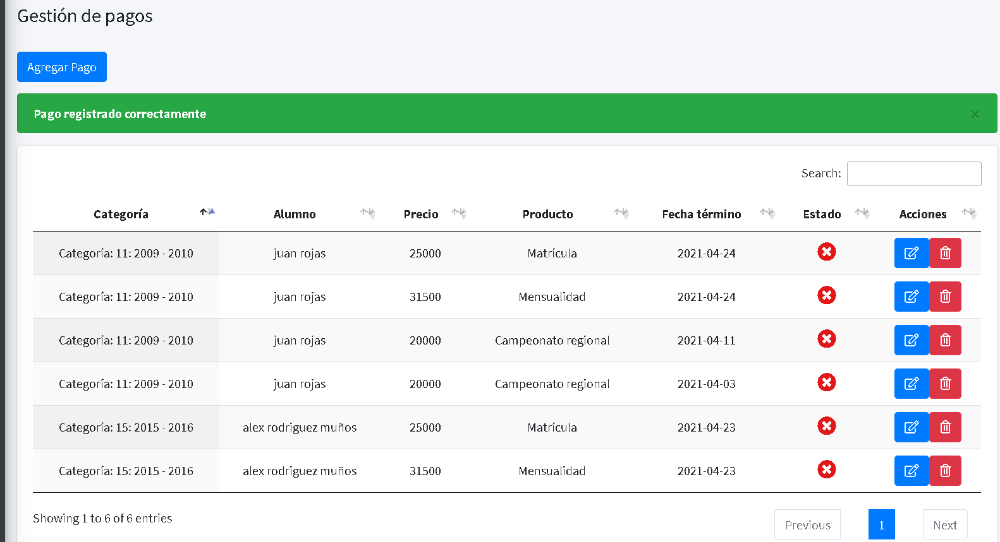 Gestión de pagos
Agregar Pago
Pago registrado correctamente ×
Search:
Categoría Alumno Precio Producto Fecha término Estado Acciones
Categoría: 11: 2009 - 2010 juan rojas 25000 Matrícula 2021-04-24
Categoría: 11: 2009 - 2010 juan rojas 31500 Mensualidad 2021-04-24
Categoría: 11: 2009 - 2010 juan rojas 20000 Campeonato regional 2021-04-11
Categoría: 11: 2009 - 2010 juan rojas 20000 Campeonato regional 2021-04-03
Categoría: 15: 2015 - 2016 alex rodriguez muños 25000 Matrícula 2021-04-23
Categoría: 15: 2015 - 2016 alex rodriguez muños 31500 Mensualidad 2021-04-23
Showing 1 to 6 of 6 entries Previous 1 Next